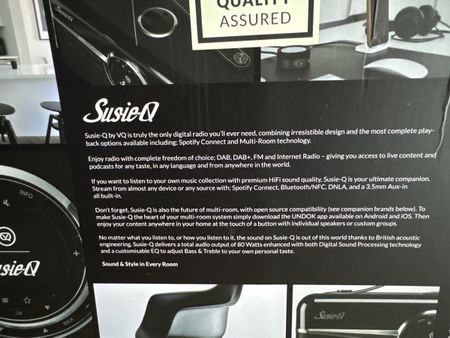 QUALITY
ASSURED
Susie-Q
Susie-Q by VQ is truly the only digital radio you'll ever need, combining irresistible design and the most complete play-
back options available including; Spotify Connect and Multi-Room technology.
Enjoy radio with complete freedom of choice; DAB, DAB+, FM and Internet Radio – giving you access to live content and
podcasts for any taste, in any language and from anywhere in the world.
If you want to listen to your own music collection with premium HiFi sound quality, Susie-Q is your ultimate companion.
Stream from almost any device or any source with; Spotify Connect, Bluetooth/NFC, DNLA, and a 3.5mm Aux-in
all built-in.
Don't forget, Susie-Q is also the future of multi-room, with open source compatibility (see companion brands below). To
make Susie-Q the heart of your multi-room system simply download the UNDOK app available on Android and iOS. Then
enjoy your content anywhere in your home at the touch of a button with individual speakers or custom groups.
No matter what you listen to, or how you listen to it, the sound on Susie-Q is out of this world thanks to British acoustic
engineering. Susie-Q delivers a total audio output of 80 Watts enhanced with both Digital Sound Processing technology
and a customisable EQ to adjust Bass & Treble to your own personal taste.
Sound & Style in Every Room
VQ
usie-Q
Susie-Q